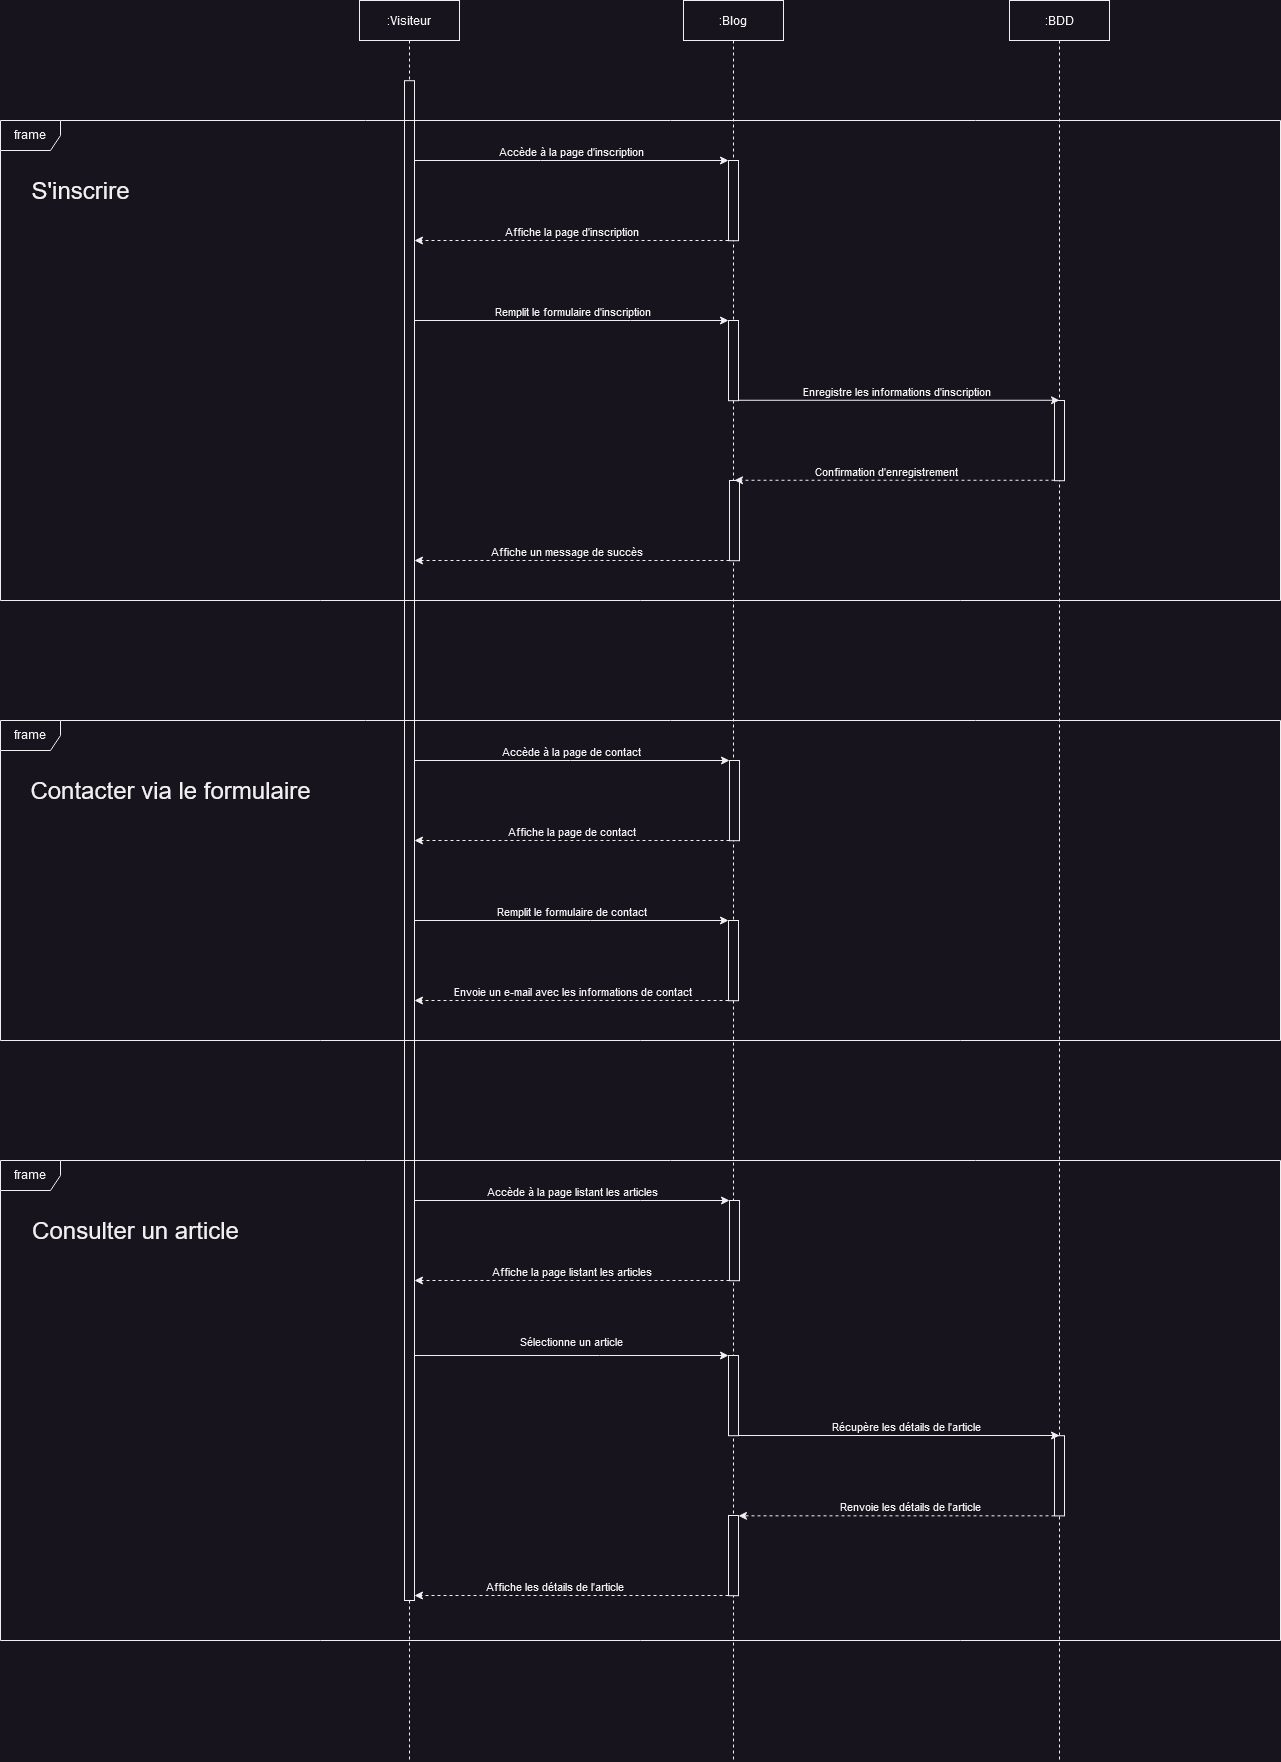 :Visiteur
:Blog
:BDD
frame
S'inscrire
Accède à la page d'inscription
Affiche la page d'inscription
Remplit le formulaire d'inscription
Enregistre les informations d'inscription
Confirmation d'enregistrement
Affiche un message de succès
frame
Contacter via le formulaire
Accède à la page de contact
Affiche la page de contact
Remplit le formulaire de contact
Envoie un e-mail avec les informations de contact
frame
Consulter un article
Accède à la page listant les articles
Affiche la page listant les articles
Sélectionne un article
Récupère les détails de l'article
Renvoie les détails de l'article
Affiche les détails de l'article